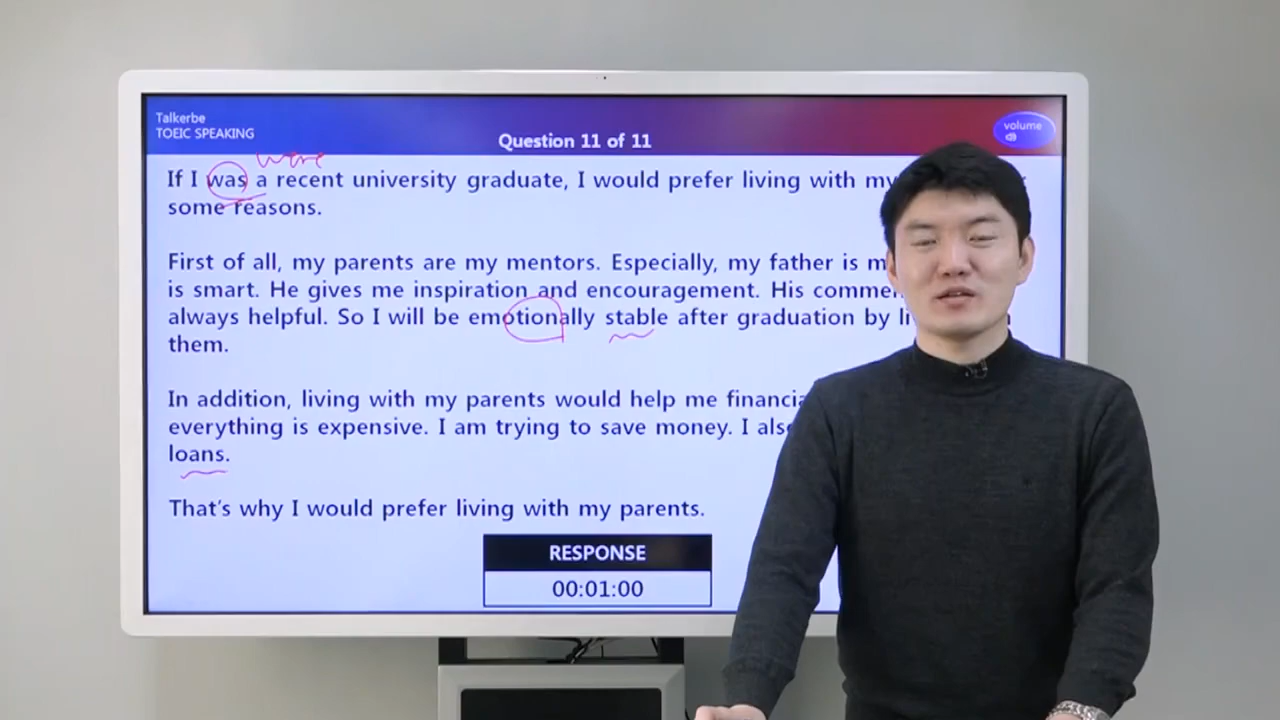 Talkerbe
TOEIC SPEAKING
Question 11 of 11
volume
were
If I was a recent university graduate, I would prefer living with my
some reasons.
First of all, my parents are my mentors. Especially, my father is
is smart. He gives me inspiration and encouragement. His
always helpful. So I will be emotionally stable after graduation by
them.
In addition, living with my parents would help me
everything is expensive. I am trying to save money. I
loans.
That's why I would prefer living with my parents.
RESPONSE
00:01:00